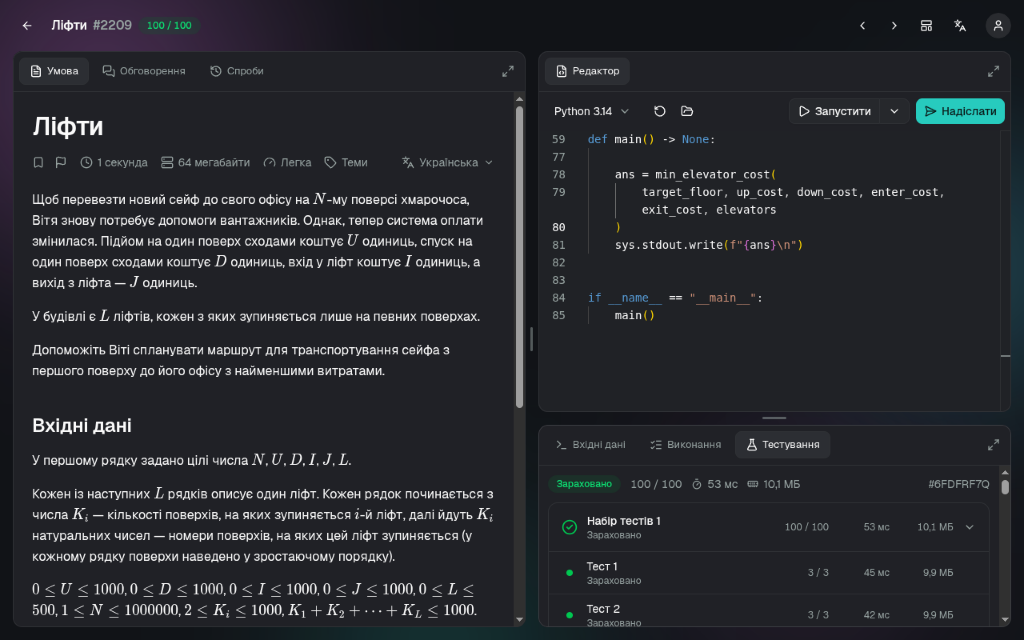 Ліфти #2209 100 / 100
Умова Обговорення Спроби
Ліфти
1 секунда 64 мегабайти Легка Теми Українська
Щоб перевезти новий сейф до свого офісу на N-му поверсі хмарочоса,
Вітя знову потребує допомоги вантажників. Однак, тепер система оплати
змінилася. Підйом на один поверх сходами коштує U одиниць, спуск на
один поверх сходами коштує D одиниць, вхід у ліфт коштує I одиниць, а
вихід з ліфта — J одиниць.
У будівлі є L ліфтів, кожен з яких зупиняється лише на певних поверхах.
Допоможіть Віті спланувати маршрут для транспортування сейфа з
першого поверху до його офісу з найменшими витратами.
Вхідні дані
У першому рядку задано цілі числа N, U, D, I, J, L.
Кожен із наступних L рядків описує один ліфт. Кожен рядок починається з
числа K_i — кількості поверхів, на яких зупиняється i-й ліфт, далі йдуть K_i
натуральних чисел — номери поверхів, на яких цей ліфт зупиняється (у
кожному рядку поверхи наведено у зростаючому порядку).
0 ≤ U ≤ 1000, 0 ≤ D ≤ 1000, 0 ≤ I ≤ 1000, 0 ≤ J ≤ 1000, 0 ≤ L ≤
500, 1 ≤ N ≤ 1000000, 2 ≤ K_i ≤ 1000, K_1 + K_2 + ⋯ + K_L ≤ 1000.
Редактор
Python 3.14 Запустити Надіслати
59 def main() -> None:
77
78 ans = min_elevator_cost(
79 target_floor, up_cost, down_cost, enter_cost,
exit_cost, elevators
80 )
81 sys.stdout.write(f"{ans}\n")
82
83
84 if __name__ == "__main__":
85 main()
Вхідні дані Виконання Тестування
Зараховано 100 / 100 53 мс 10,1 МБ #6FDFRF7Q
Набір тестів 1 100 / 100 53 мс 10,1 МБ
Зараховано
Тест 1 3 / 3 45 мс 9,9 МБ
Зараховано
Тест 2 3 / 3 42 мс 9,9 МБ
Зараховано